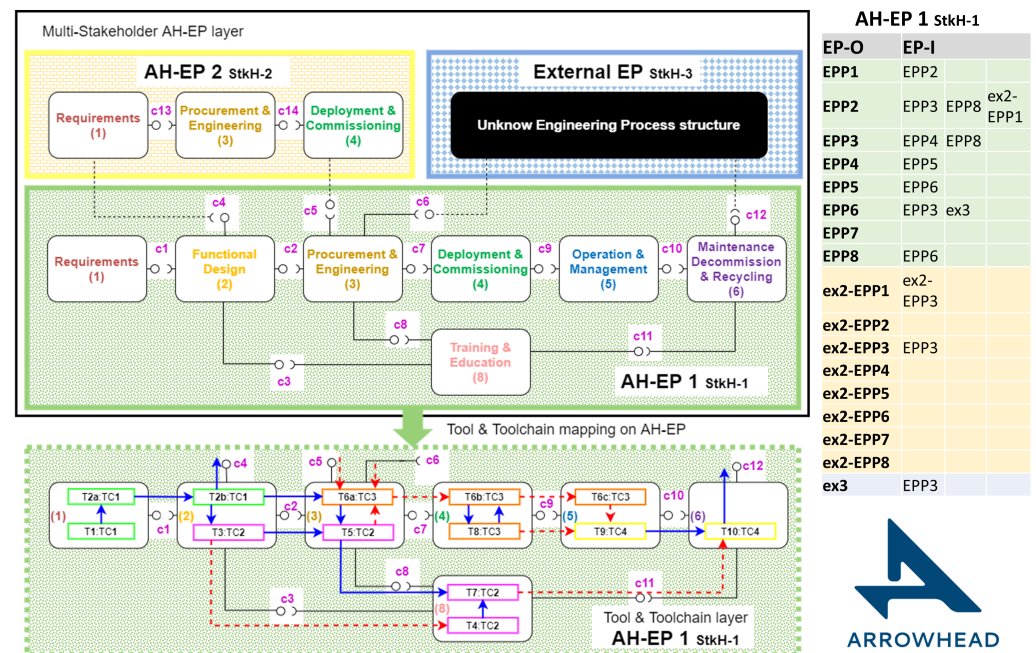 Multi-Stakeholder AH-EP layer
AH-EP 2 StkH-2
Requirements
(1)
c13
Procurement &
Engineering
(3)
c14
Deployment &
Commissioning
(4)
External EP StkH-3
Unknow Engineering Process structure
c4
c5
c6
c12
Requirements
(1)
c1
Functional
Design
(2)
c2
Procurement &
Engineering
(3)
c7
Deployment &
Commissioning
(4)
c9
Operation &
Management
(5)
c10
Maintenance
Decommission
& Recycling
(6)
c8
c3
Training &
Education
(8)
c11
AH-EP 1 StkH-1
Tool & Toolchain mapping on AH-EP
c4
c5
c6
c12
T2a:TC1
T1:TC1
(1)
c1
T2b:TC1
T3:TC2
(2)
c2
T6a:TC3
T5:TC2
(3)
c7
T6b:TC3
T8:TC3
(4)
c9
T6c:TC3
T9:TC4
(5)
c10
T10:TC4
(6)
c8
c3
T7:TC2
T4:TC2
(8)
c11
Tool & Toolchain layer
AH-EP 1 StkH-1
AH-EP 1 StkH-1
EP-O EP-I
EPP1 EPP2
EPP2 EPP3 EPP8 ex2-
EPP1
EPP3 EPP4 EPP8
EPP4 EPP5
EPP5 EPP6
EPP6 EPP3 ex3
EPP7
EPP8 EPP6
ex2-EPP1 ex2-
EPP3
ex2-EPP2
ex2-EPP3 EPP3
ex2-EPP4
ex2-EPP5
ex2-EPP6
ex2-EPP7
ex2-EPP8
ex3 EPP3
ARROWHEAD